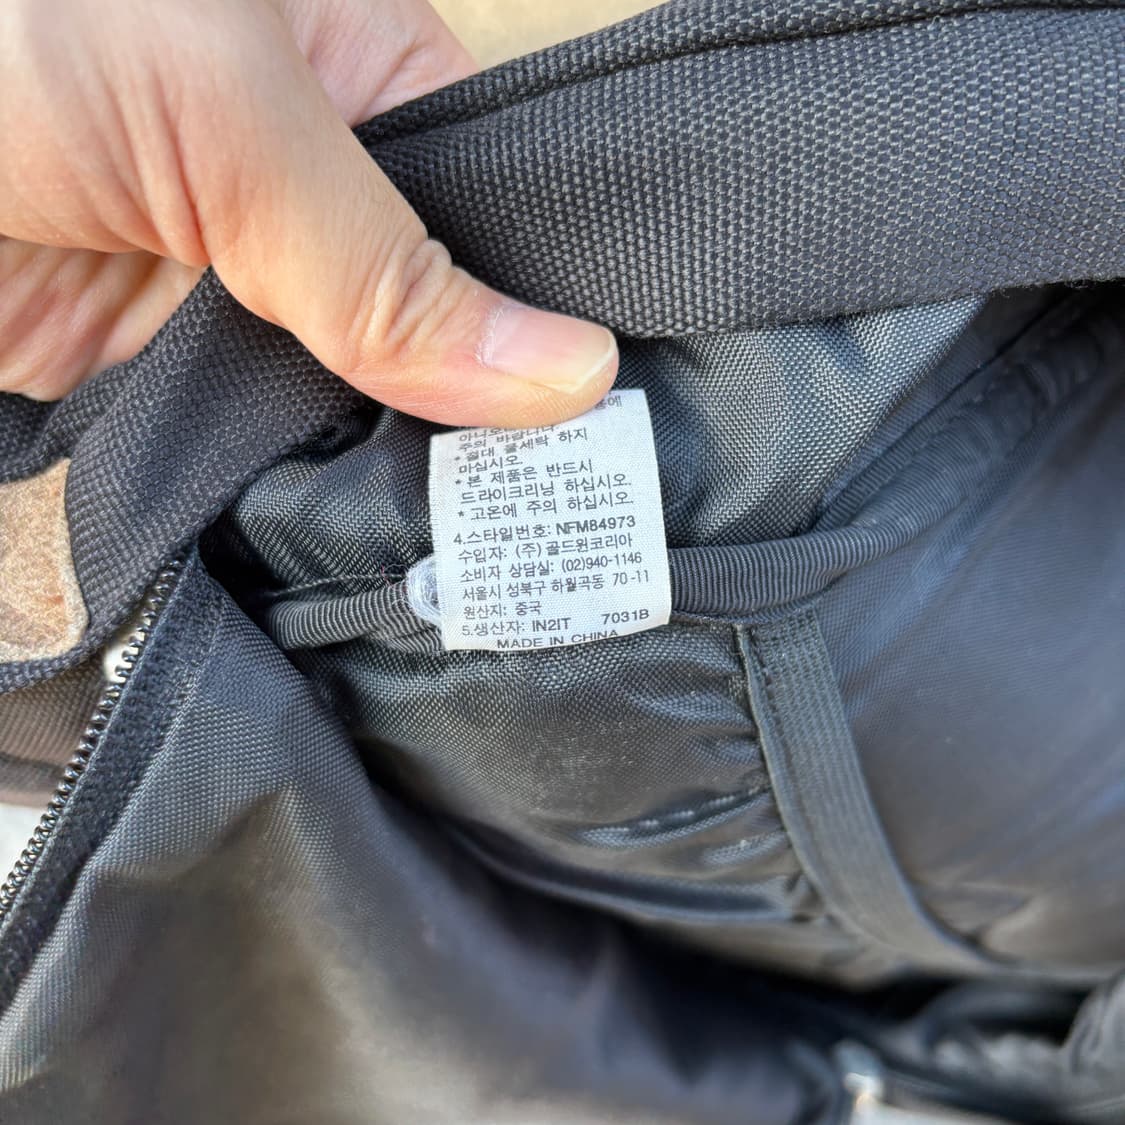 주의 바랍니다.
* 절대 물세탁 하지
마십시오.
* 본 제품은 반드시
드라이크리닝 하십시오.
* 고온에 주의 하십시오.
4.스타일번호: NFM84973
수입자: (주)골드윈코리아
소비자 상담실: (02)940-1146
서울시 성북구 하월곡동 70-11
원산지: 중국
5.생산자: IN2IT 7031B
MADE IN CHINA